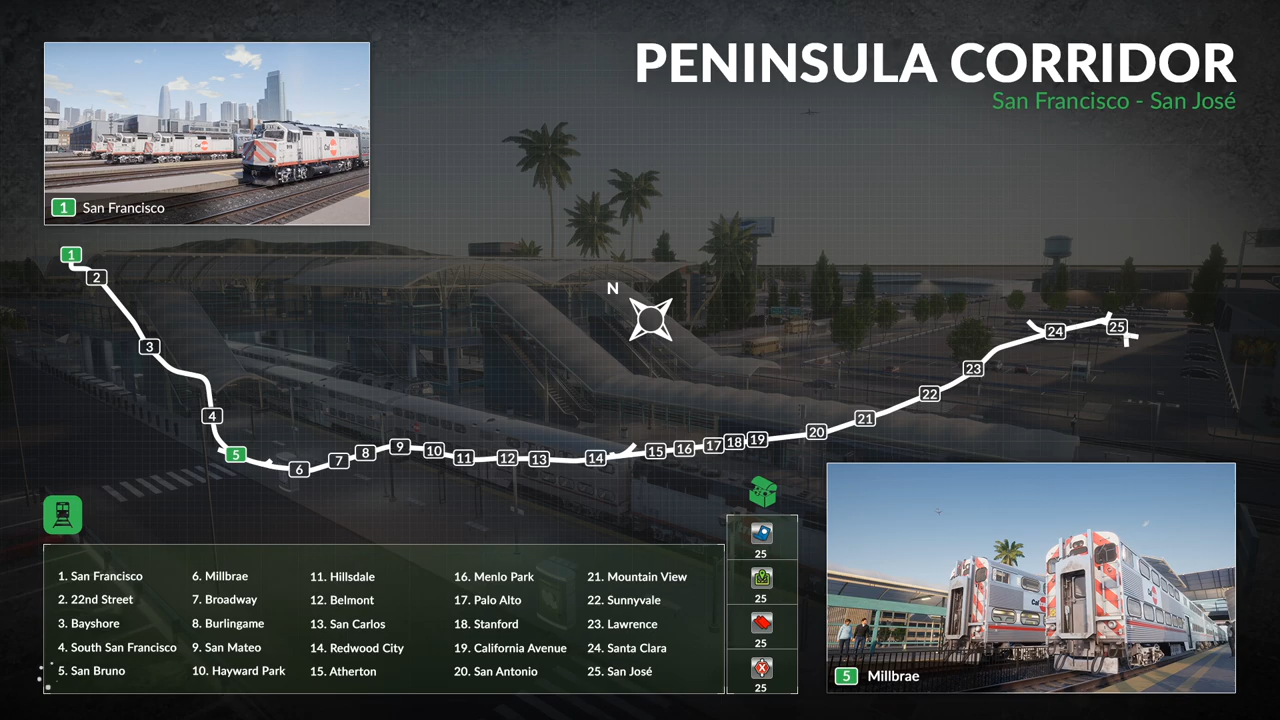 PENINSULA CORRIDOR
San Francisco - San José
1 San Francisco
N
1
2
3
4
5
6
7
8
9
10
11
12
13
14
15
16
17
18
19
20
21
22
23
24
25
1. San Francisco
2. 22nd Street
3. Bayshore
4. South San Francisco
5. San Bruno
6. Millbrae
7. Broadway
8. Burlingame
9. San Mateo
10. Hayward Park
11. Hillsdale
12. Belmont
13. San Carlos
14. Redwood City
15. Atherton
16. Menlo Park
17. Palo Alto
18. Stanford
19. California Avenue
20. San Antonio
21. Mountain View
22. Sunnyvale
23. Lawrence
24. Santa Clara
25. San José
25
25
25
25
5 Millbrae